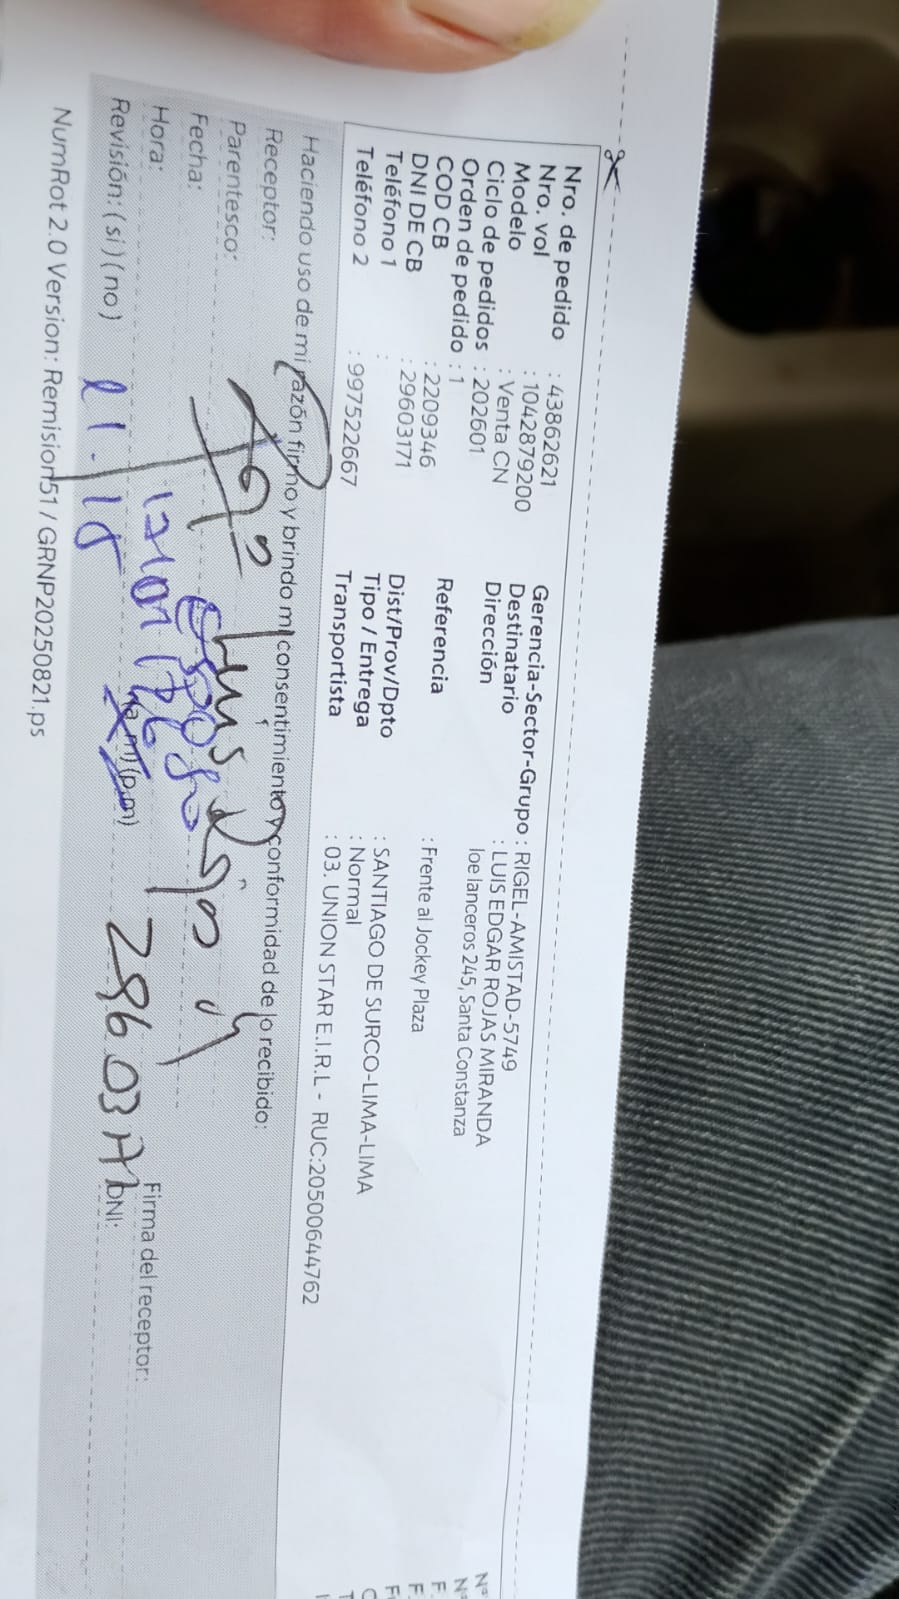 Nro. de pedido : 43862621
Nro. vol : 1042879200
Modelo : Venta CN
Ciclo de pedidos : 202601
Orden de pedido : 1
COD CB : 2209346
DNI DE CB : 29603171
Teléfono 1 :
Teléfono 2 : 997522667
Gerencia-Sector-Grupo : RIGEL-AMISTAD-5749
Destinatario : LUIS EDGAR ROJAS MIRANDA
Dirección loe lanceros 245, Santa Constanza
Referencia : Frente al Jockey Plaza
Dist/Prov/Dpto : SANTIAGO DE SURCO-LIMA-LIMA
Tipo / Entrega : Normal
Transportista : 03. UNION STAR E.I.R.L - RUC:20500644762
Haciendo uso de mi razón firmo y brindo mi consentimiento y conformidad de lo recibido:
Receptor: Luis
Parentesco: Esposo
Fecha:
Hora: (a.m)(p.m)
Revisión: (si) (no)
Firma del receptor:
DNI: 29603171
NumRot 2.0 Version: Remision51 / GRNP20250821.ps